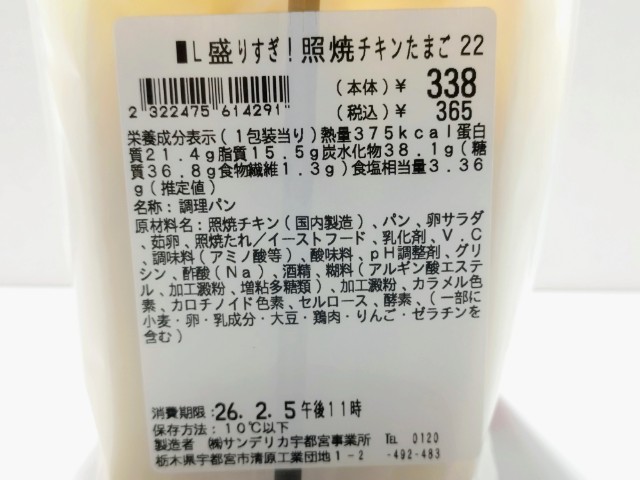 ■L盛りすぎ!照焼チキンたまご 22
(本体)¥ 338
2 322475 614291
(税込)¥ 365
栄養成分表示(1包装当り)熱量375kcal蛋白
質21.4g脂質15.5g炭水化物38.1g(糖
質36.8g食物繊維1.3g)食塩相当量3.36
g(推定値)
名称:調理パン
原材料名:照焼チキン(国内製造)、パン、卵サラダ
、茹卵、照焼たれ/イーストフード、乳化剤、V.C
、調味料(アミノ酸等)、酸味料、pH調整剤、グリ
シン、酢酸(Na)、酒精、糊料(アルギン酸エステ
ル、加工澱粉、増粘多糖類)、加工澱粉、カラメル色
素、カロチノイド色素、セルロース、酵素、(一部に
小麦・卵・乳成分・大豆・鶏肉・りんご・ゼラチンを
含む)
消費期限:26.2.5午後11時
保存方法:10℃以下
製造者 ㈱サンデリカ宇都宮事業所 TEL 0120
栃木県宇都宮市清原工業団地1-2 -492-483